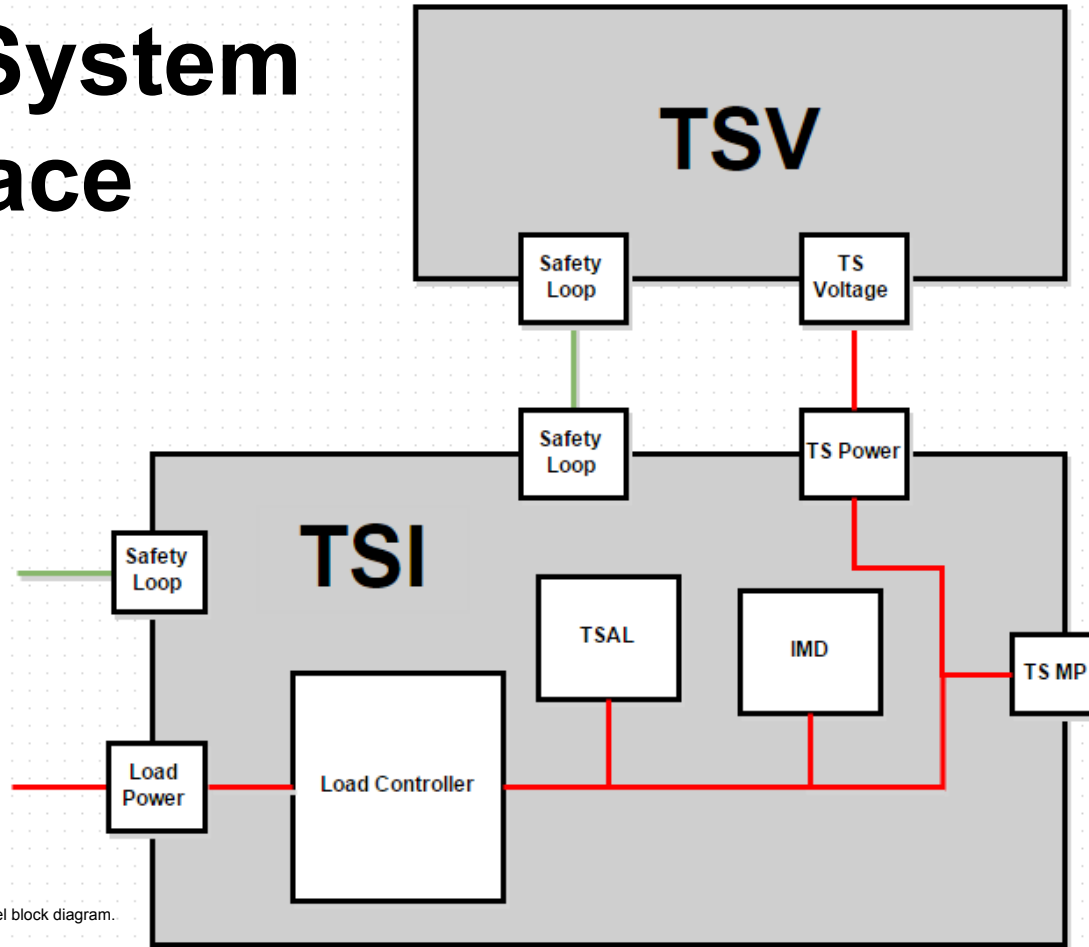 System
ace
TSV
Safety
Loop
TS
Voltage
Safety
Loop
TS Power
TSI
Safety
Loop
TSAL
IMD
TS MP
Load Controller
Load
Power
block diagram.